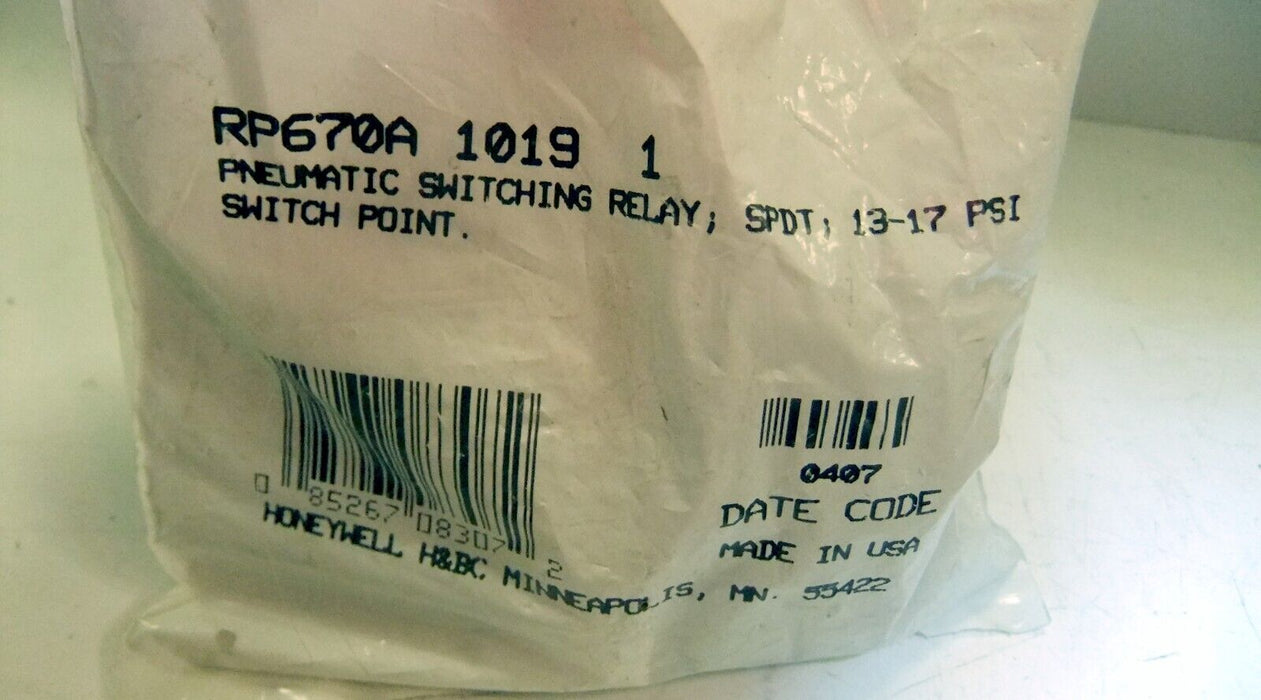 RP670A 1019 1
PNEUMATIC SWITCHING RELAY; SPDT; 13-17 PSI
SWITCH POINT.
0 85267 08307 2
0407
DATE CODE
MADE IN USA
HONEYWELL H&BC MINNEAPOLIS, MN. 55422